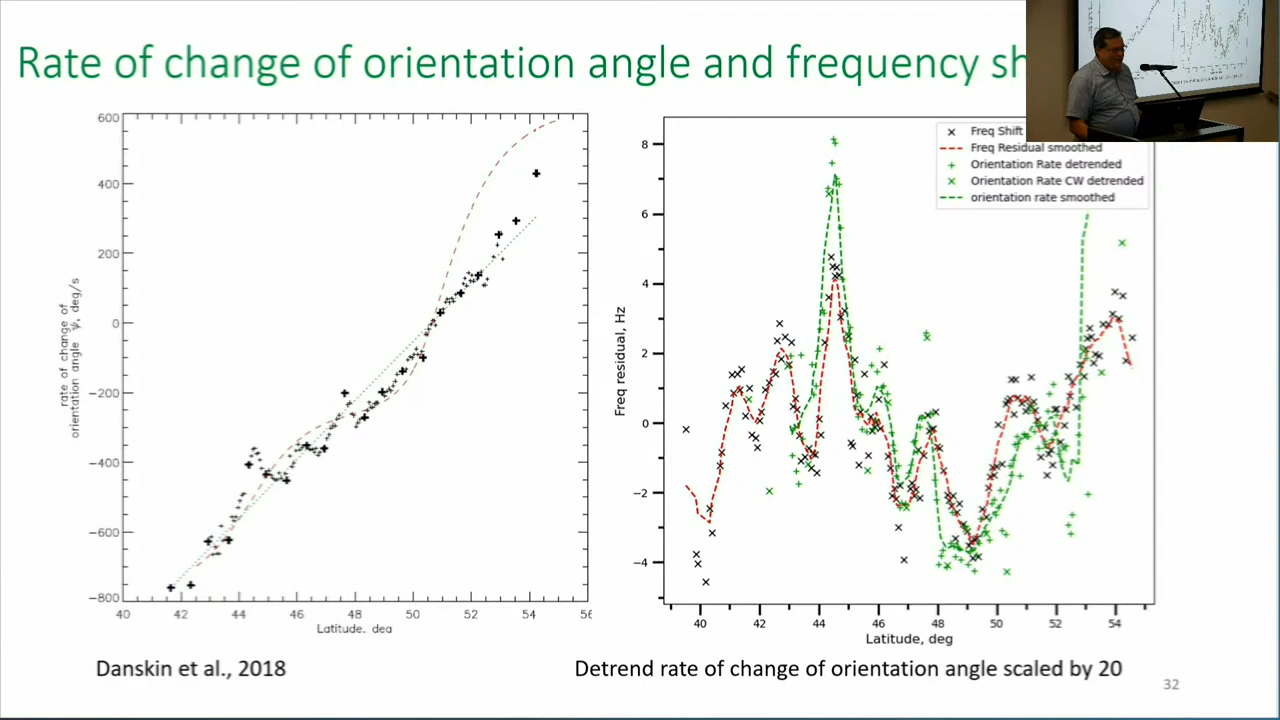 Rate of change of orientation angle and frequency sh
600
400
200
0
−200
−400
−600
−800
40 42 44 46 48 50 52 54 56
Latitude, deg
rate of change of
orientation angle ψ, deg/s
Freq Shift
Freq Residual smoothed
Orientation Rate detrended
Orientation Rate CW detrended
orientation rate smoothed
8
6
4
2
0
−2
−4
Freq residual, Hz
40 42 44 46 48 50 52 54
Latitude, deg
Danskin et al., 2018
Detrend rate of change of orientation angle scaled by 20
32